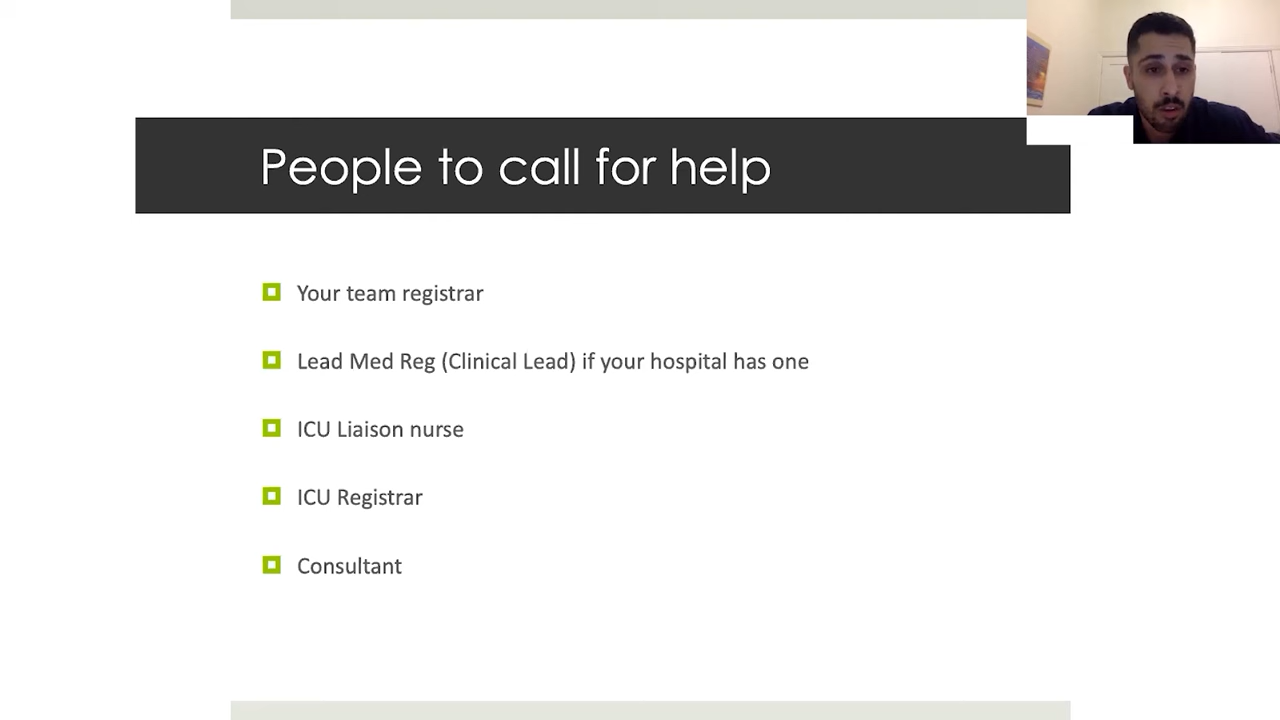 People to call for help
Your team registrar
Lead Med Reg (Clinical Lead) if your hospital has one
ICU Liaison nurse
ICU Registrar
Consultant